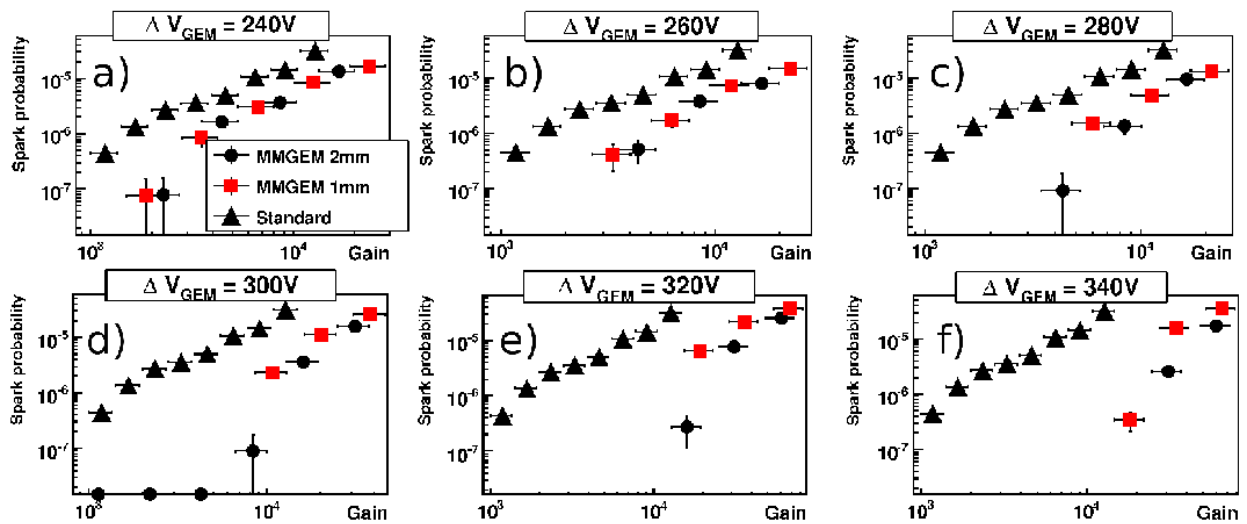 Δ V_GEM = 240V
Δ V_GEM = 260V
Δ V_GEM = 280V
Spark probability
a)
10^-5
10^-6
10^-7
MMGEM 2mm
MMGEM 1mm
Standard
10^3
10^4
Gain
Spark probability
b)
10^-5
10^-6
10^-7
10^3
10^4
Gain
Spark probability
c)
10^-5
10^-6
10^-7
10^3
10^4
Gain
Δ V_GEM = 300V
Δ V_GEM = 320V
Δ V_GEM = 340V
Spark probability
d)
10^-5
10^-6
10^-7
10^3
10^4
Gain
Spark probability
e)
10^-5
10^-6
10^-7
10^3
10^4
Gain
Spark probability
f)
10^-5
10^-6
10^-7
10^3
10^4
Gain